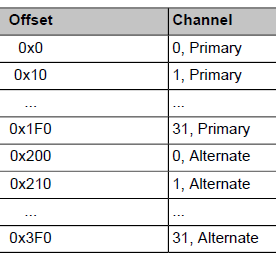 Offset Channel
0x0 0, Primary
0x10 1, Primary
... ...
0x1F0 31, Primary
0x200 0, Alternate
0x210 1, Alternate
... ...
0x3F0 31, Alternate